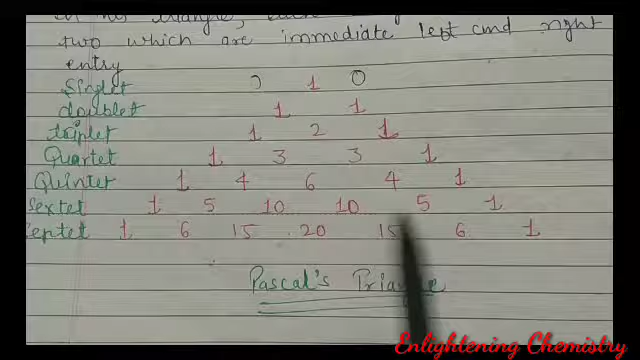 two which are immediate left and right
entry
Singlet 0 1 0
doublet 1 1
triplet 1 2 1
Quartet 1 3 3 1
Quintet 1 4 6 4 1
Sextet 1 5 10 10 5 1
eptet 1 6 15 20 15 6 1
Pascal's Triangle
Enlightening Chemistry